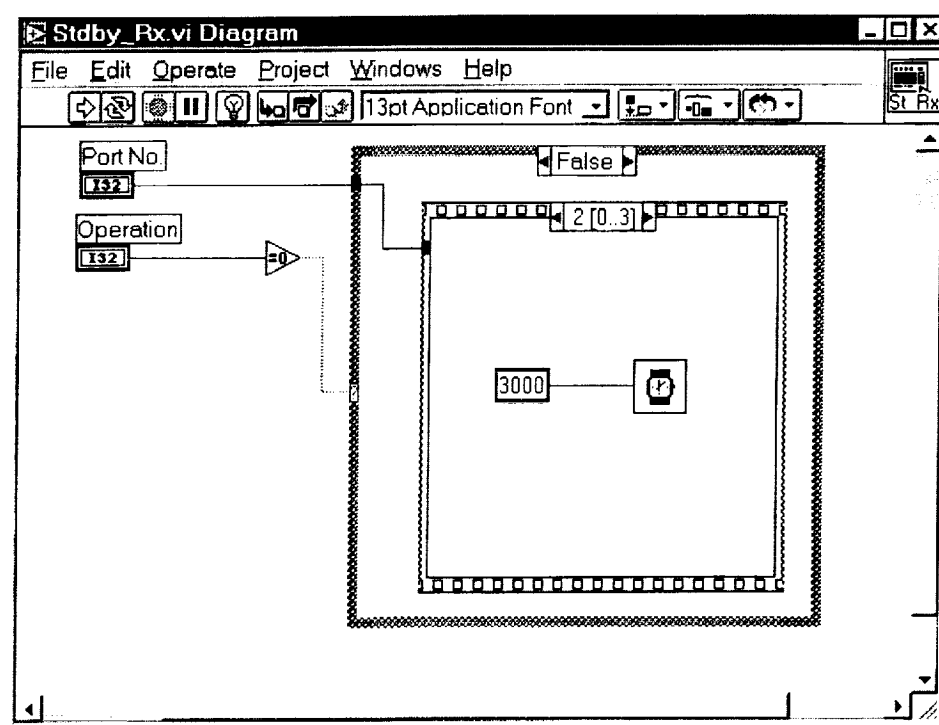 Stdby_Rx.vi Diagram
File Edit Operate Project Windows Help
13pt Application Font
St Rx
Port No.
I32
Operation
I32
=0
False
2 [0..3]
3000